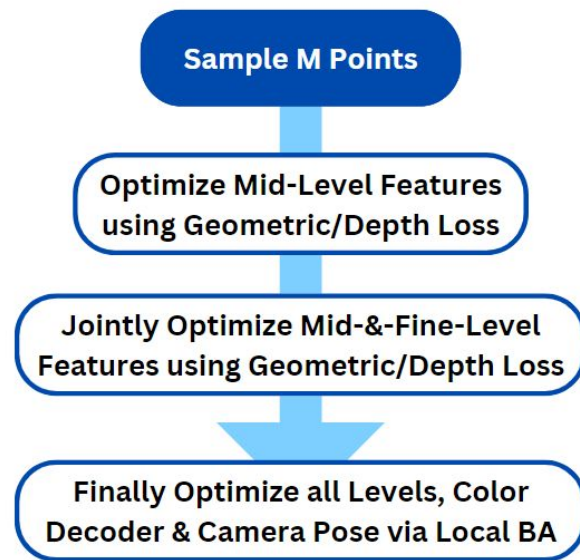 Sample M Points
Optimize Mid-Level Features
using Geometric/Depth Loss
Jointly Optimize Mid-&-Fine-Level
Features using Geometric/Depth Loss
Finally Optimize all Levels, Color
Decoder & Camera Pose via Local BA